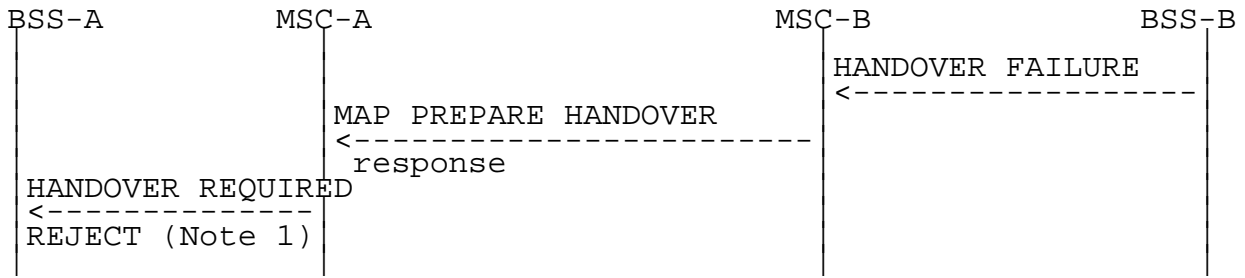 BSS-A MSC-A MSC-B BSS-B
HANDOVER FAILURE
MAP PREPARE HANDOVER
response
HANDOVER REQUIRED
REJECT (Note 1)